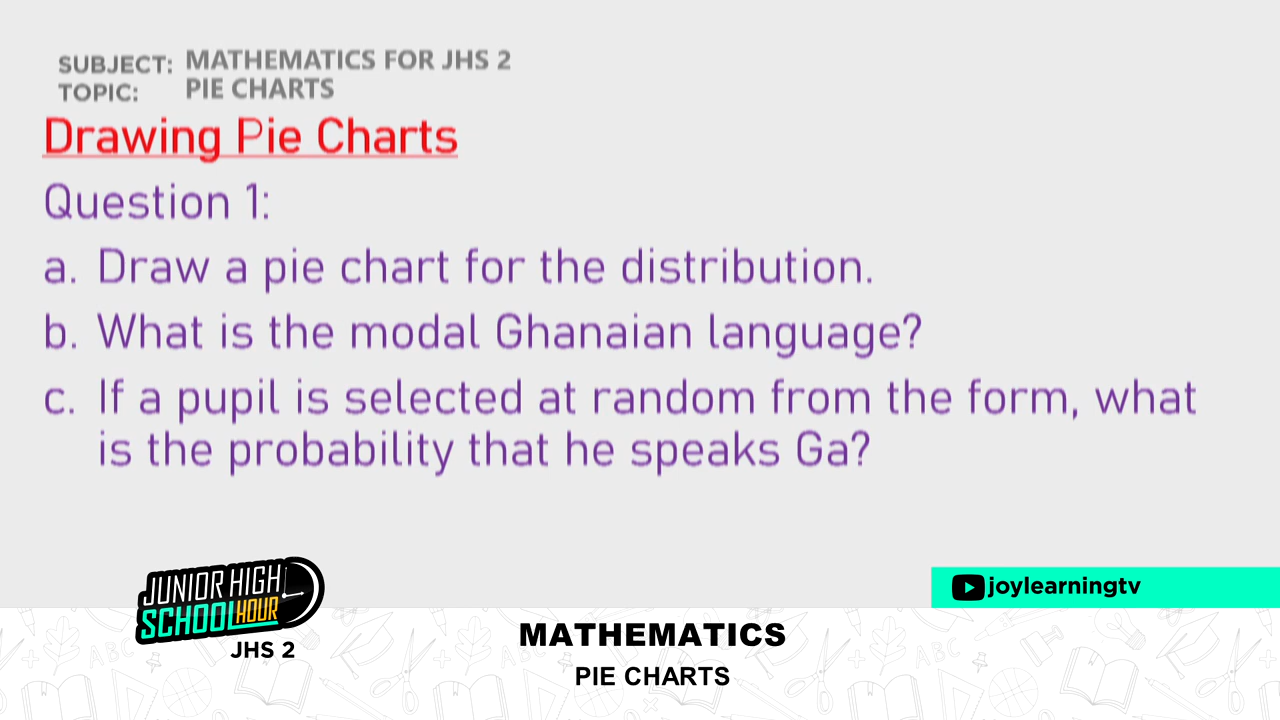 SUBJECT: MATHEMATICS FOR JHS 2
TOPIC: PIE CHARTS
Drawing Pie Charts
Question 1:
a. Draw a pie chart for the distribution.
b. What is the modal Ghanaian language?
c. If a pupil is selected at random from the form, what
is the probability that he speaks Ga?
JUNIOR HIGH
SCHOOL HOUR
JHS 2
joylearningtv
MATHEMATICS
PIE CHARTS
ABC
ABC